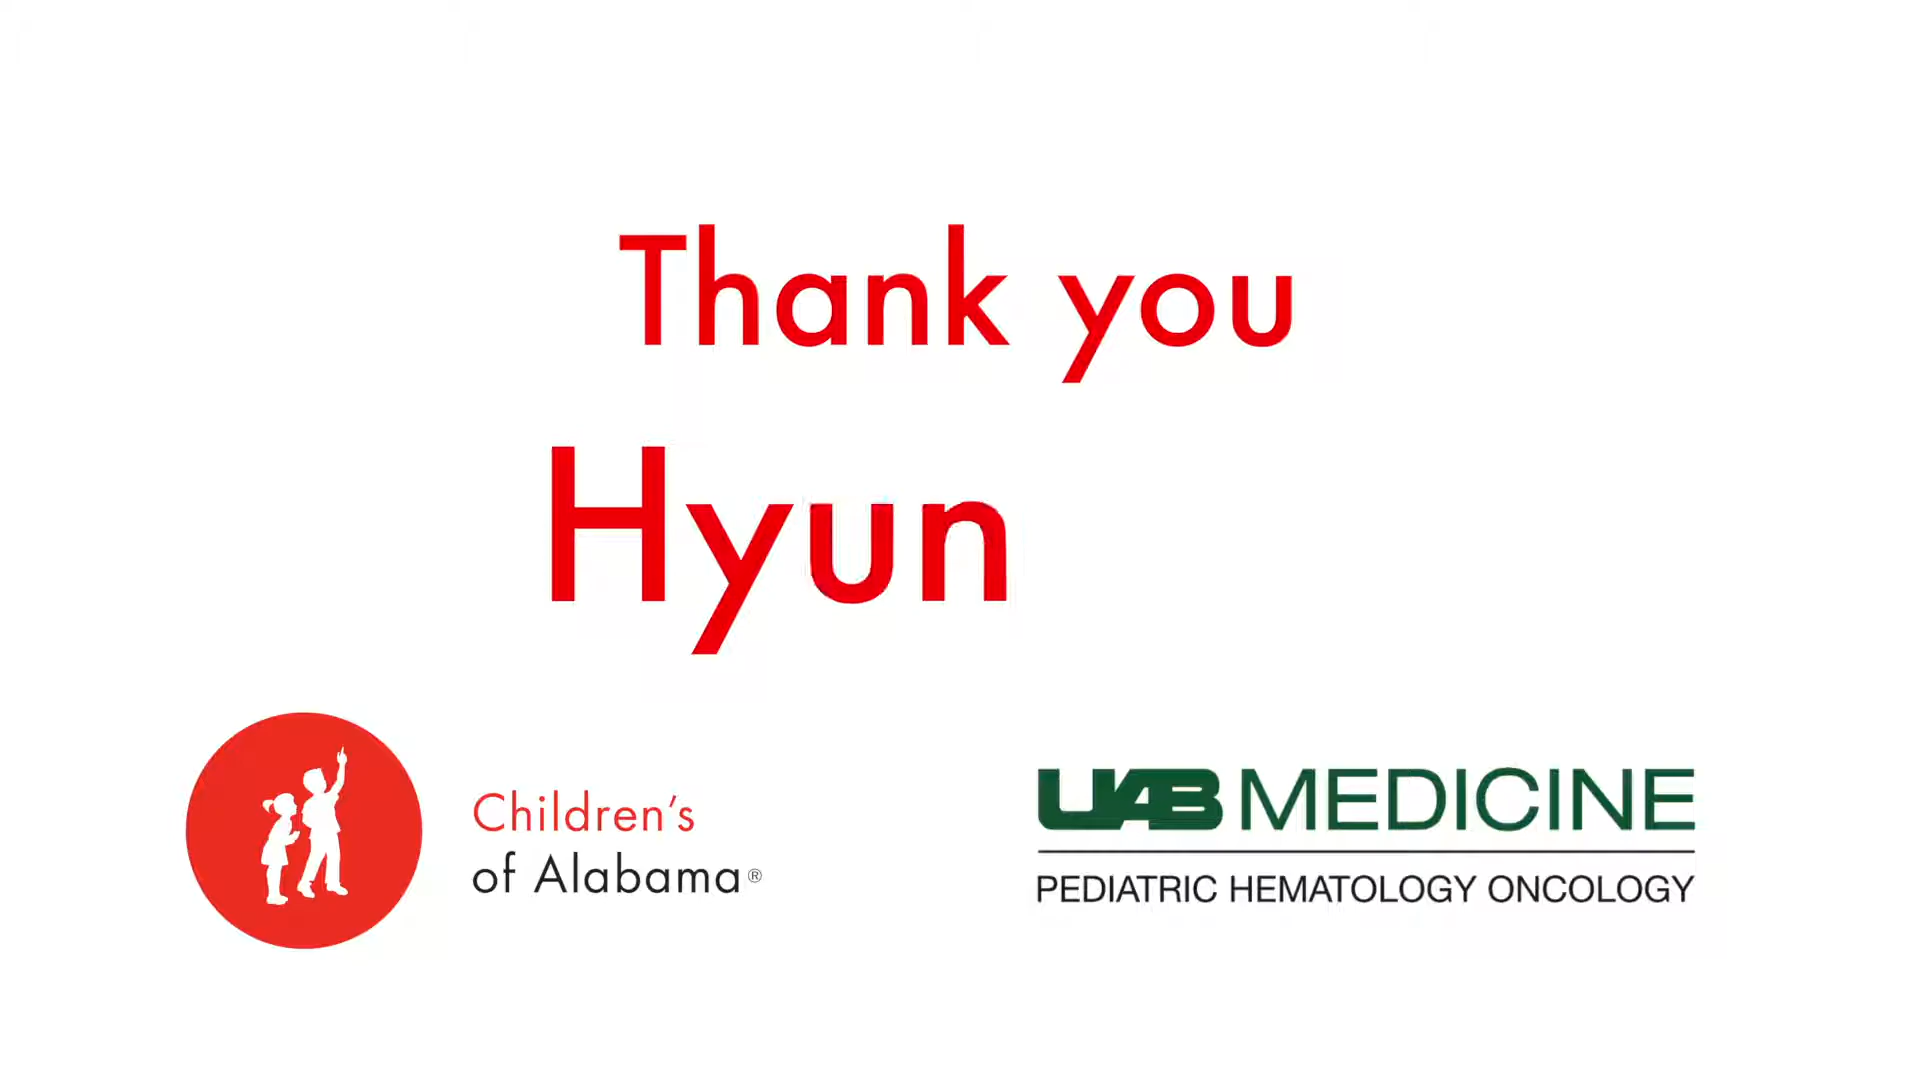 Thank you
Hyun
Children's
of Alabama®
UAB MEDICINE
PEDIATRIC HEMATOLOGY ONCOLOGY